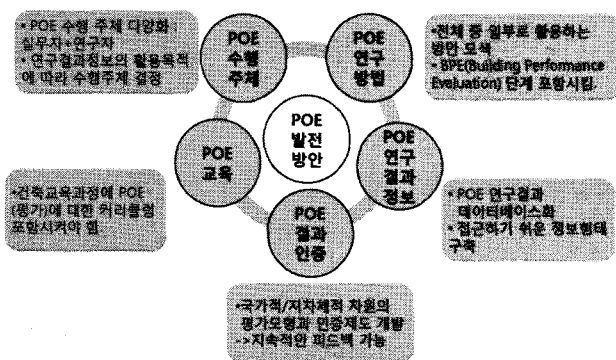 • POE 수행 주체 다양화 :
실무자+연구자
• 연구결과정보의 활용목적
에 따라 수행주체 결정
POE
수행
주체
POE
연구
방법
•전체 중 일부로 활용하는
방안 모색
• BPE(Building Performance
Evaluation) 단계 포함시킴.
POE
발전
방안
POE
교육
POE
연구
결과
정보
•건축교육과정에 POE
(평가)에 대한 커리큘럼
포함시켜야 함.
• POE 연구결과
데이터베이스화
• 접근하기 쉬운 정보형태
구축
POE
결과
인증
•국가적/지자체적 차원의
평가모형과 인증제도 개발
->지속적인 피드백 가능